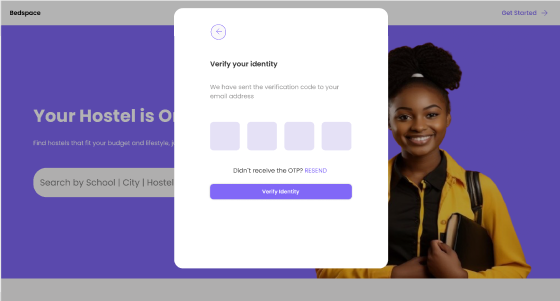 Bedspace
Get Started
Verify your identity
We have sent the verification code to your
email address
Your Hostel is O
Find hostels that fit your budget and lifestyle,
Search by School | City | Hostel
Didn't receive the OTP? RESEND
Verify Identity